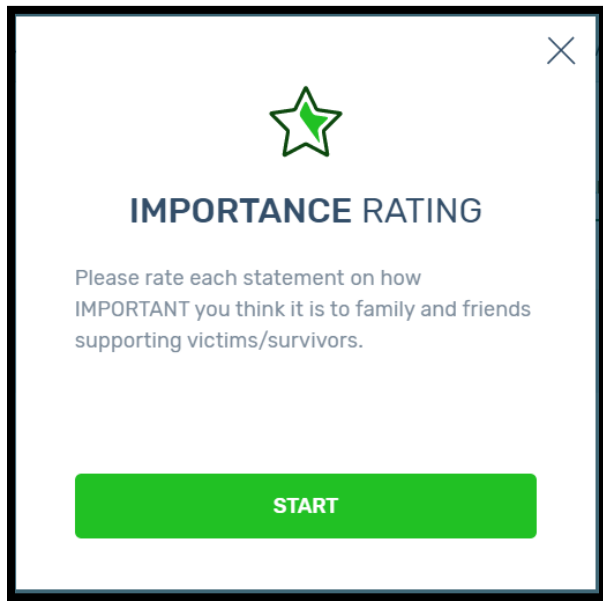 IMPORTANCE RATING
Please rate each statement on how
IMPORTANT you think it is to family and friends
supporting victims/survivors.
START